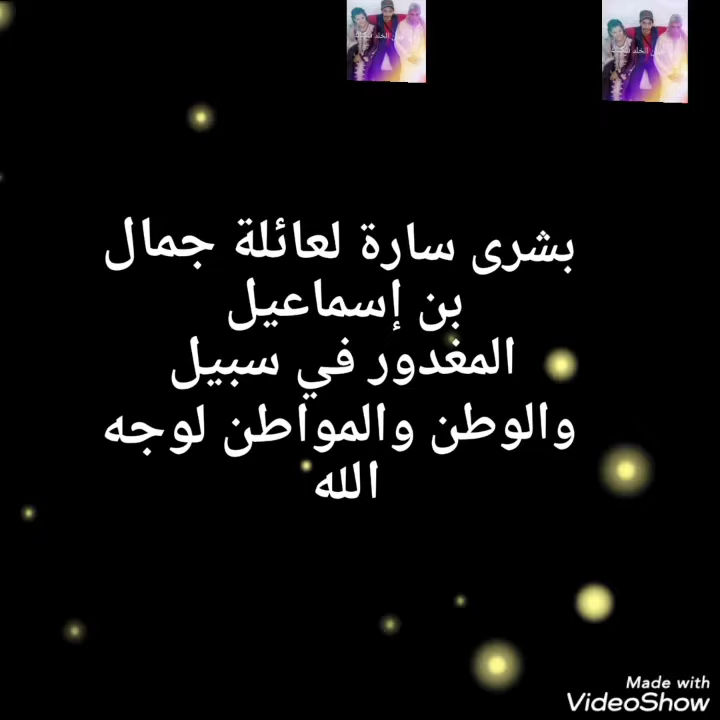 بشرى سارة لعائلة جمال
بن إسماعيل
المغدور في سبيل
والوطن والمواطن لوجه
الله
Made with
VideoShow